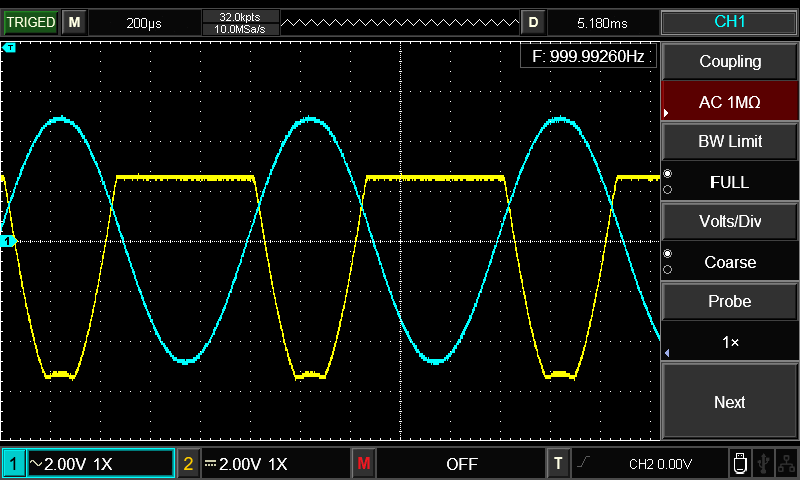 TRIGED M 200μs 32.0kpts D 5.180ms CH1
10.0MSa/s
T
F: 999.99260Hz
Coupling
AC 1MΩ
BW Limit
FULL
Volts/Div
1
Coarse
Probe
1×
Next
1 2.00V 1X 2 2.00V 1X M OFF T CH2 0.00V